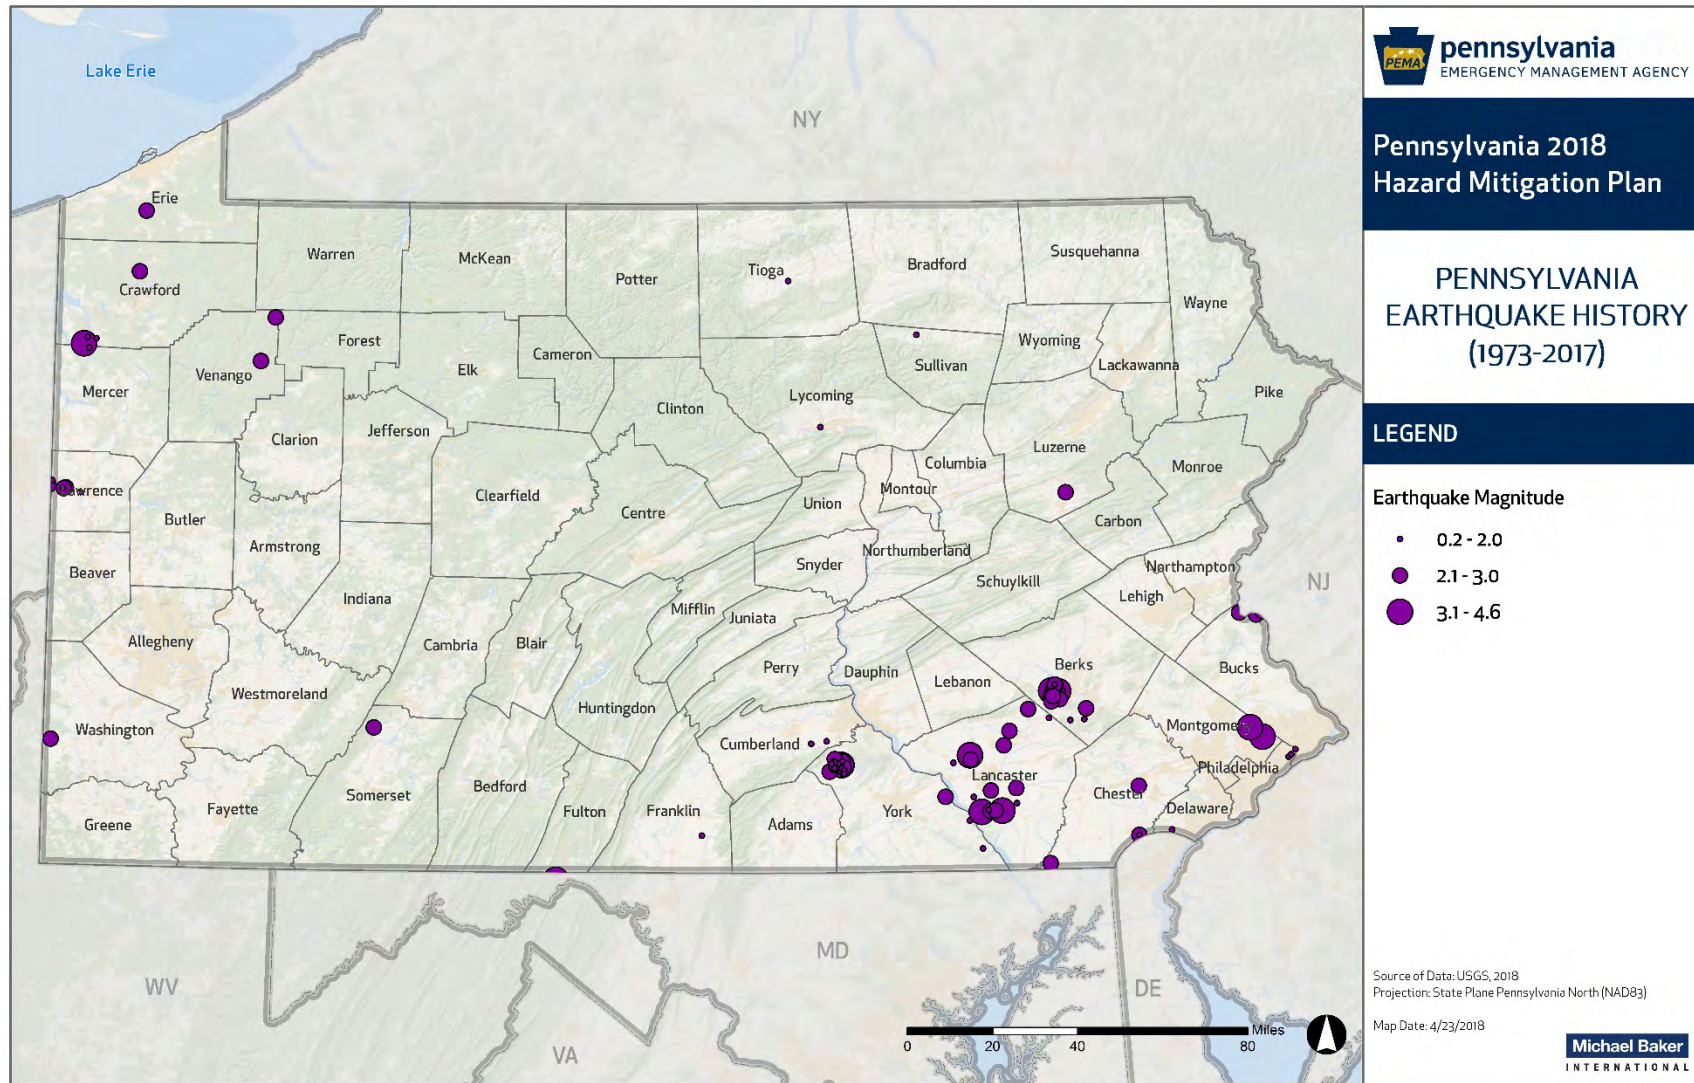 Lake Erie
NY
Erie
Warren
McKean
Susquehanna
Tioga
Bradford
Potter
Crawford
Wayne
Forest
Wyoming
Cameron
Sullivan
Lackawanna
Elk
Venango
Mercer
Pike
Lycoming
Clinton
Jefferson
Clarion
Luzerne
Columbia
Monroe
Montour
Clearfield
Union
Centre
Butler
Carbon
Armstrong
Northumberland
Snyder
Northampton
Beaver
Schuylkill
NJ
Lehigh
Indiana
Mifflin
Juniata
Allegheny
Cambria
Blair
Berks
Perry
Bucks
Dauphin
Lebanon
Westmoreland
Huntingdon
Washington
Cumberland
Philadelphia
Lancaster
Bedford
Chester
Somerset
Fayette
Fulton
Franklin
York
Delaware
Greene
Adams
MD
WV
DE
VA
Miles
0 20 40 80
PEMA
pennsylvania
EMERGENCY MANAGEMENT AGENCY
Pennsylvania 2018
Hazard Mitigation Plan
PENNSYLVANIA
EARTHQUAKE HISTORY
(1973-2017)
LEGEND
Earthquake Magnitude
0.2 - 2.0
2.1 - 3.0
3.1 - 4.6
Source of Data: USGS, 2018
Projection: State Plane Pennsylvania North (NAD83)
Map Date: 4/23/2018
Michael Baker
INTERNATIONAL